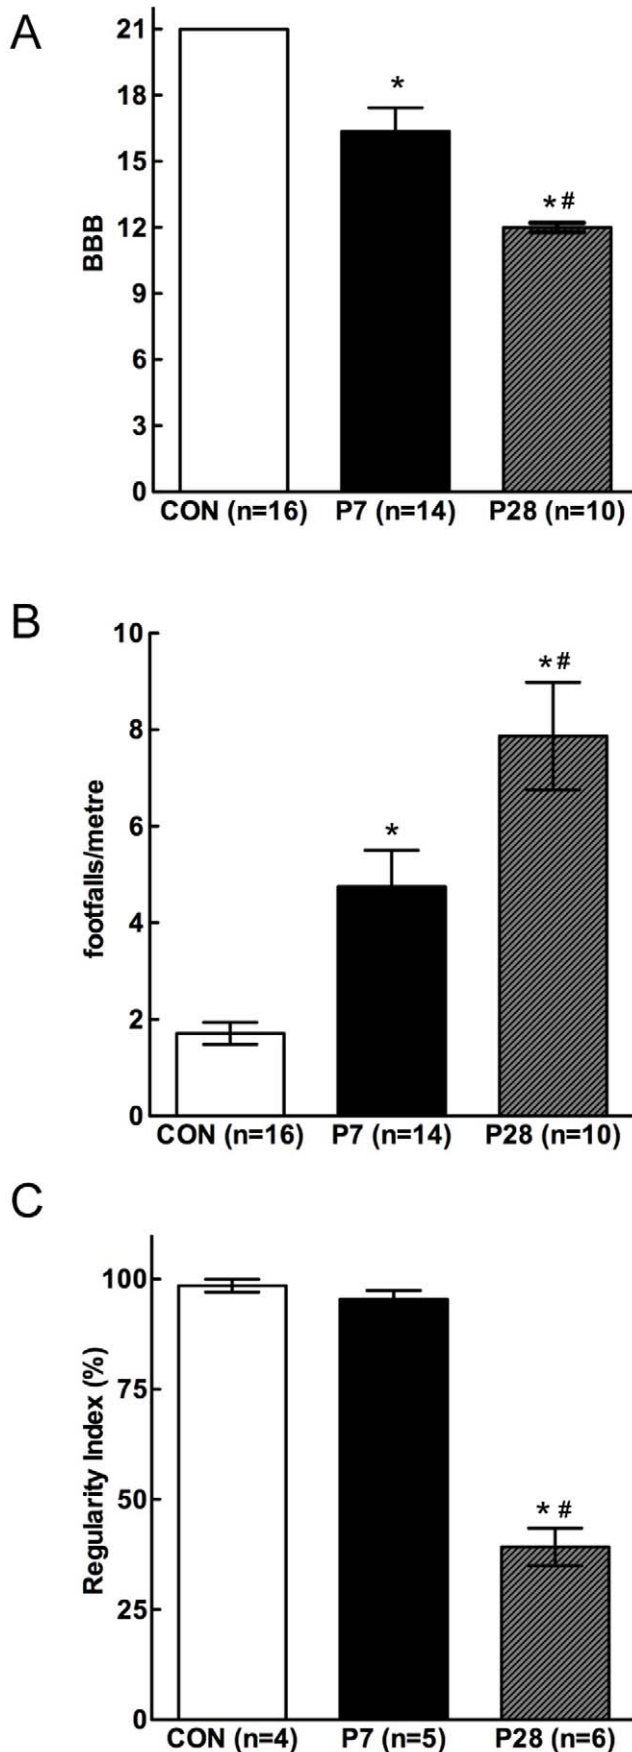 A
21
18
15
12
9
6
3
0
BBB
*
*#
CON (n=16) P7 (n=14) P28 (n=10)
B
10
8
6
4
2
0
footfalls/metre
*
*#
CON (n=16) P7 (n=14) P28 (n=10)
C
100
75
50
25
0
Regularity Index (%)
*#
CON (n=4) P7 (n=5) P28 (n=6)